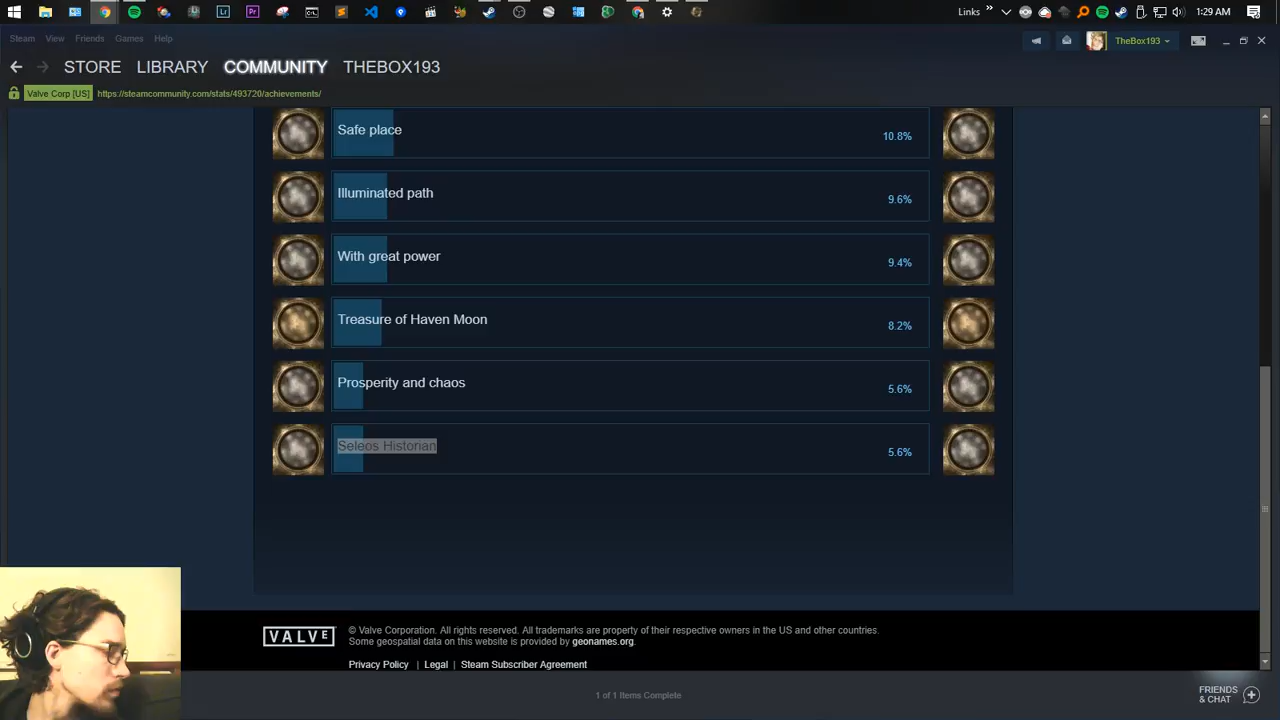 Links »
1:29 AM
Steam View Friends Games Help
TheBox193
STORE LIBRARY COMMUNITY THEBOX193
Valve Corp [US] https://steamcommunity.com/stats/493720/achievements/
Safe place
10.8%
Illuminated path
9.6%
With great power
9.4%
Treasure of Haven Moon
8.2%
Prosperity and chaos
5.6%
Seleos Historian
5.6%
VALVE
© Valve Corporation. All rights reserved. All trademarks are property of their respective owners in the US and other countries.
Some geospatial data on this website is provided by geonames.org.
Privacy Policy | Legal | Steam Subscriber Agreement
1 of 1 Items Complete
FRIENDS
& CHAT